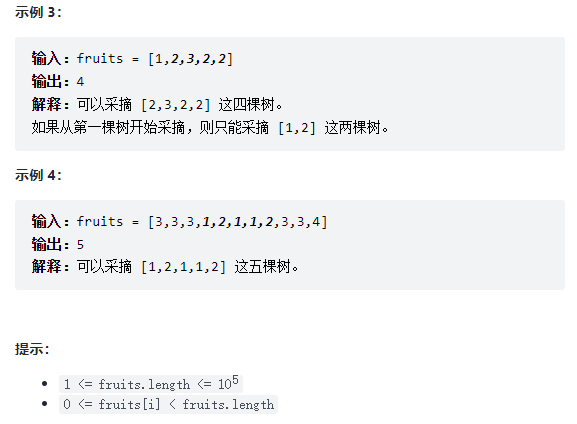 示例 3：
输入：fruits = [1,2,3,2,2]
输出：4
解释：可以采摘 [2,3,2,2] 这四棵树。
如果从第一棵树开始采摘，则只能采摘 [1,2] 这两棵树。
示例 4：
输入：fruits = [3,3,3,1,2,1,1,2,3,3,4]
输出：5
解释：可以采摘 [1,2,1,1,2] 这五棵树。
提示：
• 1 <= fruits.length <= 10⁵
• 0 <= fruits[i] < fruits.length